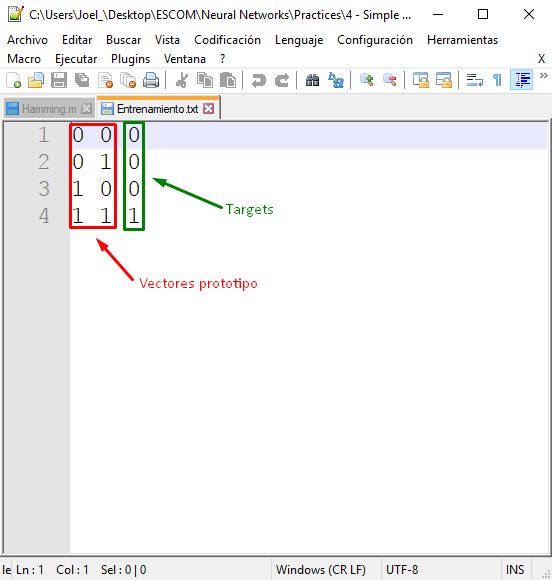 C:\Users\Joel_\Desktop\ESCOM\Neural Networks\Practices\4 - Simple ...
Archivo Editar Buscar Vista Codificación Lenguaje Configuración Herramientas
Macro Ejecutar Plugins Ventana ? X
Hamming.m Entrenamiento.txt
1 0 0 0
2 0 1 0
3 1 0 0
4 1 1 1
Targets
Vectores prototipo
le Ln : 1 Col : 1 Sel : 0 | 0 Windows (CR LF) UTF-8 INS